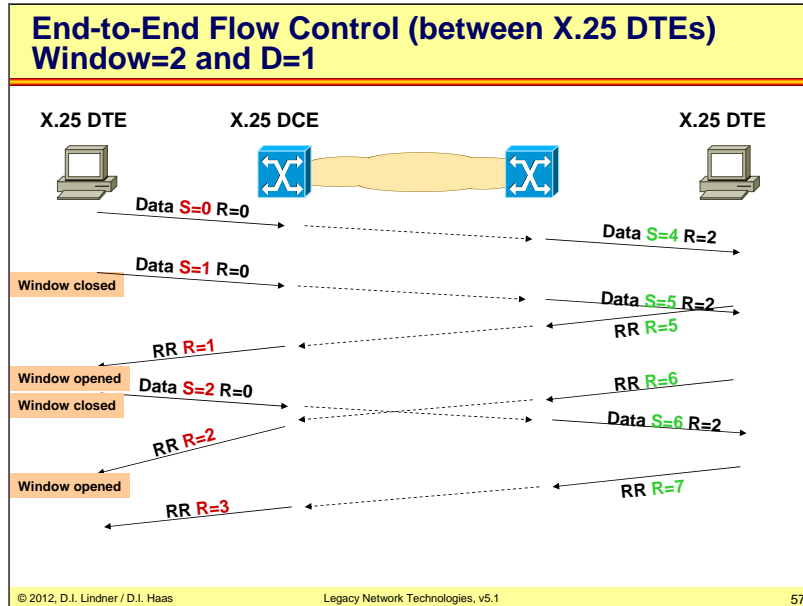 End-to-End Flow Control (between X.25 DTEs)
Window=2 and D=1
X.25 DTE
X.25 DCE
X.25 DTE
Data S=0 R=0
Data S=4 R=2
Data S=1 R=0
Window closed
Data S=5 R=2
RR R=5
RR R=1
Window opened
RR R=6
Data S=2 R=0
Window closed
Data S=6 R=2
RR R=2
Window opened
RR R=7
RR R=3
© 2012, D.I. Lindner / D.I. Haas
Legacy Network Technologies, v5.1
57